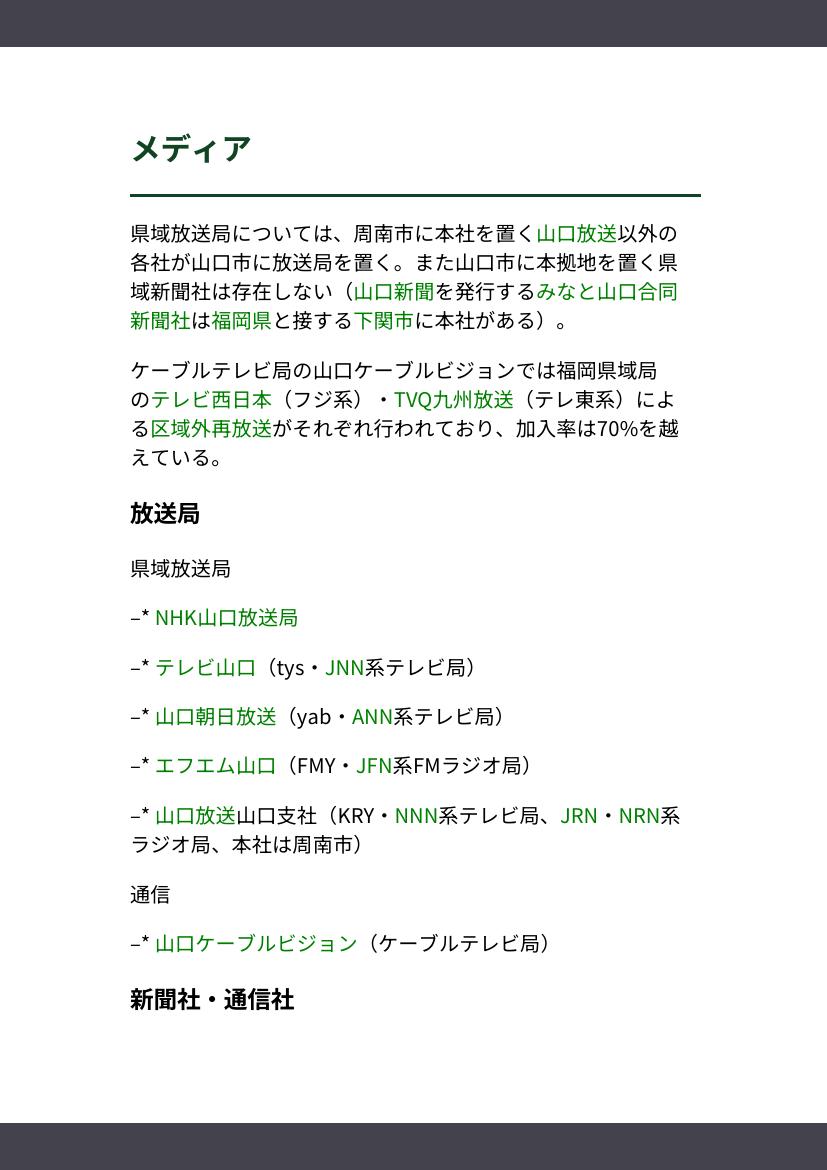 メディア
県域放送局については、周南市に本社を置く山口放送以外の
各社が山口市に放送局を置く。また山口市に本拠地を置く県
域新聞社は存在しない（山口新聞を発行するみなと山口合同
新聞社は福岡県と接する下関市に本社がある）。
ケーブルテレビ局の山口ケーブルビジョンでは福岡県域局
のテレビ西日本（フジ系）・TVQ九州放送（テレ東系）によ
る区域外再放送がそれぞれ行われており、加入率は70%を越
えている。
放送局
県域放送局
–* NHK山口放送局
–* テレビ山口（tys・JNN系テレビ局）
–* 山口朝日放送（yab・ANN系テレビ局）
–* エフエム山口（FMY・JFN系FMラジオ局）
–* 山口放送山口支社（KRY・NNN系テレビ局、JRN・NRN系
ラジオ局、本社は周南市）
通信
–* 山口ケーブルビジョン（ケーブルテレビ局）
新聞社・通信社